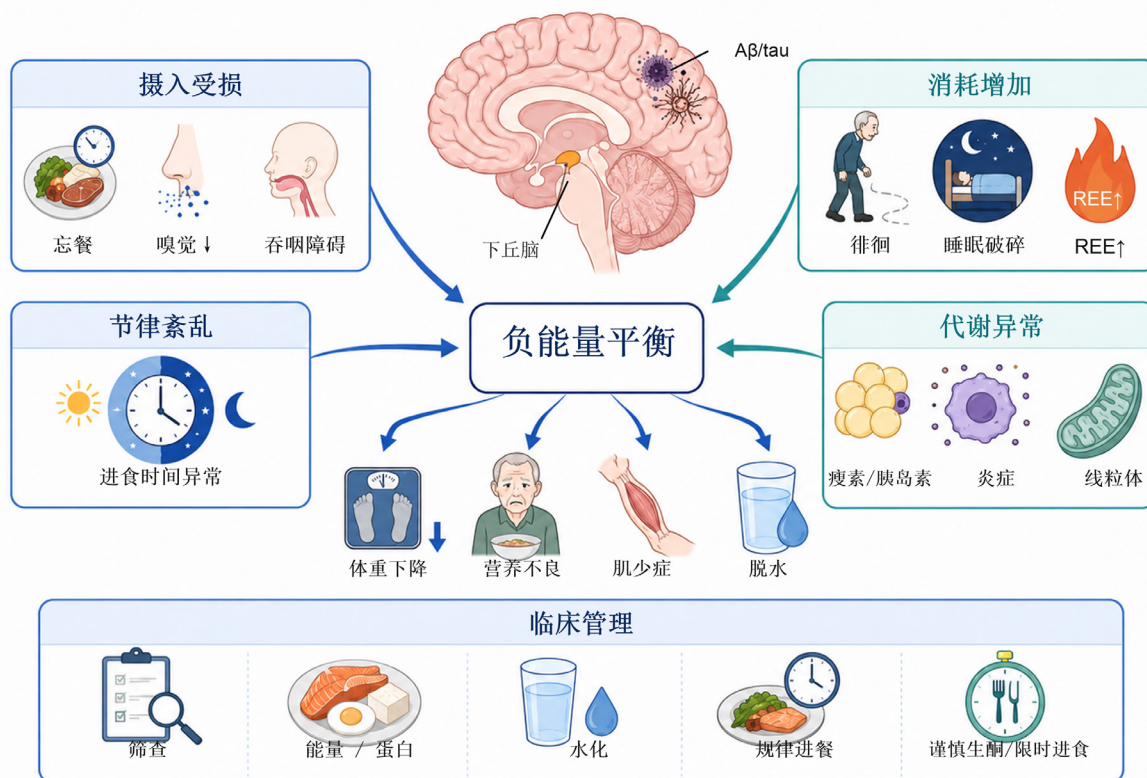 Aβ/tau
下丘脑
摄入受损
忘餐
嗅觉↓
吞咽障碍
消耗增加
徘徊
睡眠破碎
REE↑
REE↑
节律紊乱
进食时间异常
负能量平衡
代谢异常
瘦素/胰岛素
炎症
线粒体
体重下降
营养不良
肌少症
脱水
临床管理
筛查
能量 / 蛋白
水化
规律进餐
谨慎生酮/限时进食